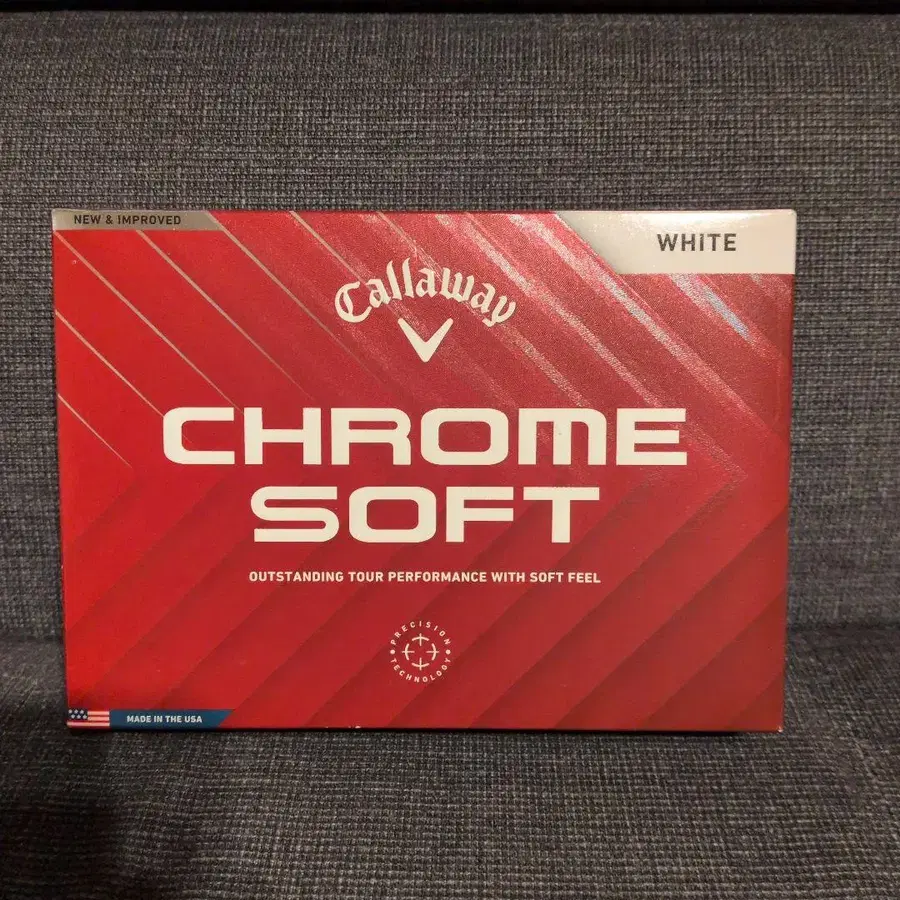 NEW & IMPROVED
WHITE
Callaway
CHROME
SOFT
OUTSTANDING TOUR PERFORMANCE WITH SOFT FEEL
PRECISION
TECHNOLOGY
MADE IN THE USA